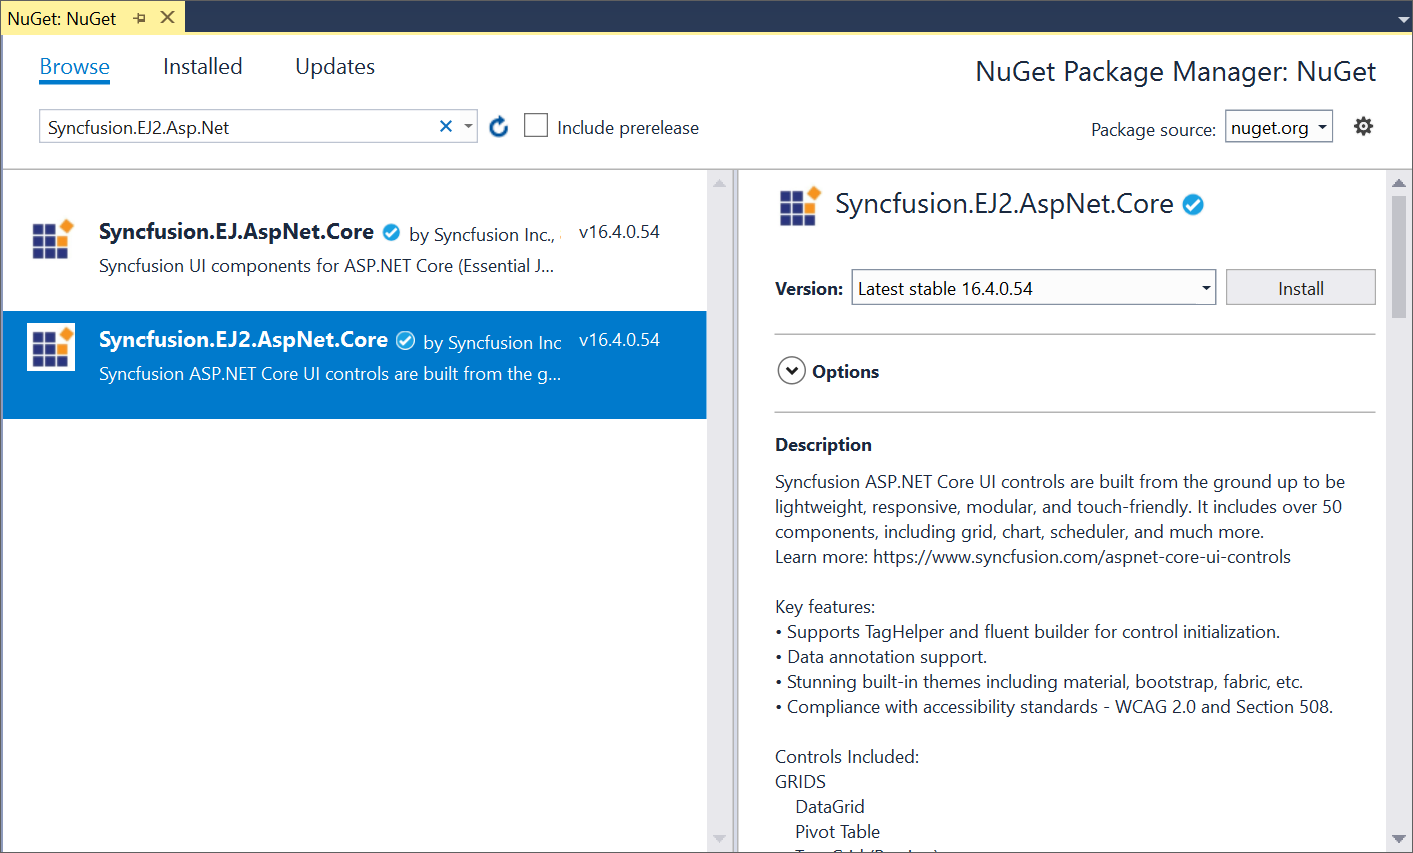 NuGet: NuGet
Browse Installed Updates
NuGet Package Manager: NuGet
Syncfusion.EJ2.Asp.Net
Include prerelease
Package source: nuget.org
Syncfusion.EJ.AspNet.Core by Syncfusion Inc., v16.4.0.54
Syncfusion UI components for ASP.NET Core (Essential J...
Syncfusion.EJ2.AspNet.Core by Syncfusion Inc v16.4.0.54
Syncfusion ASP.NET Core UI controls are built from the g...
Syncfusion.EJ2.AspNet.Core
Version: Latest stable 16.4.0.54 Install
Options
Description
Syncfusion ASP.NET Core UI controls are built from the ground up to be
lightweight, responsive, modular, and touch-friendly. It includes over 50
components, including grid, chart, scheduler, and much more.
Learn more: https://www.syncfusion.com/aspnet-core-ui-controls
Key features:
• Supports TagHelper and fluent builder for control initialization.
• Data annotation support.
• Stunning built-in themes including material, bootstrap, fabric, etc.
• Compliance with accessibility standards - WCAG 2.0 and Section 508.
Controls Included:
GRIDS
DataGrid
Pivot Table